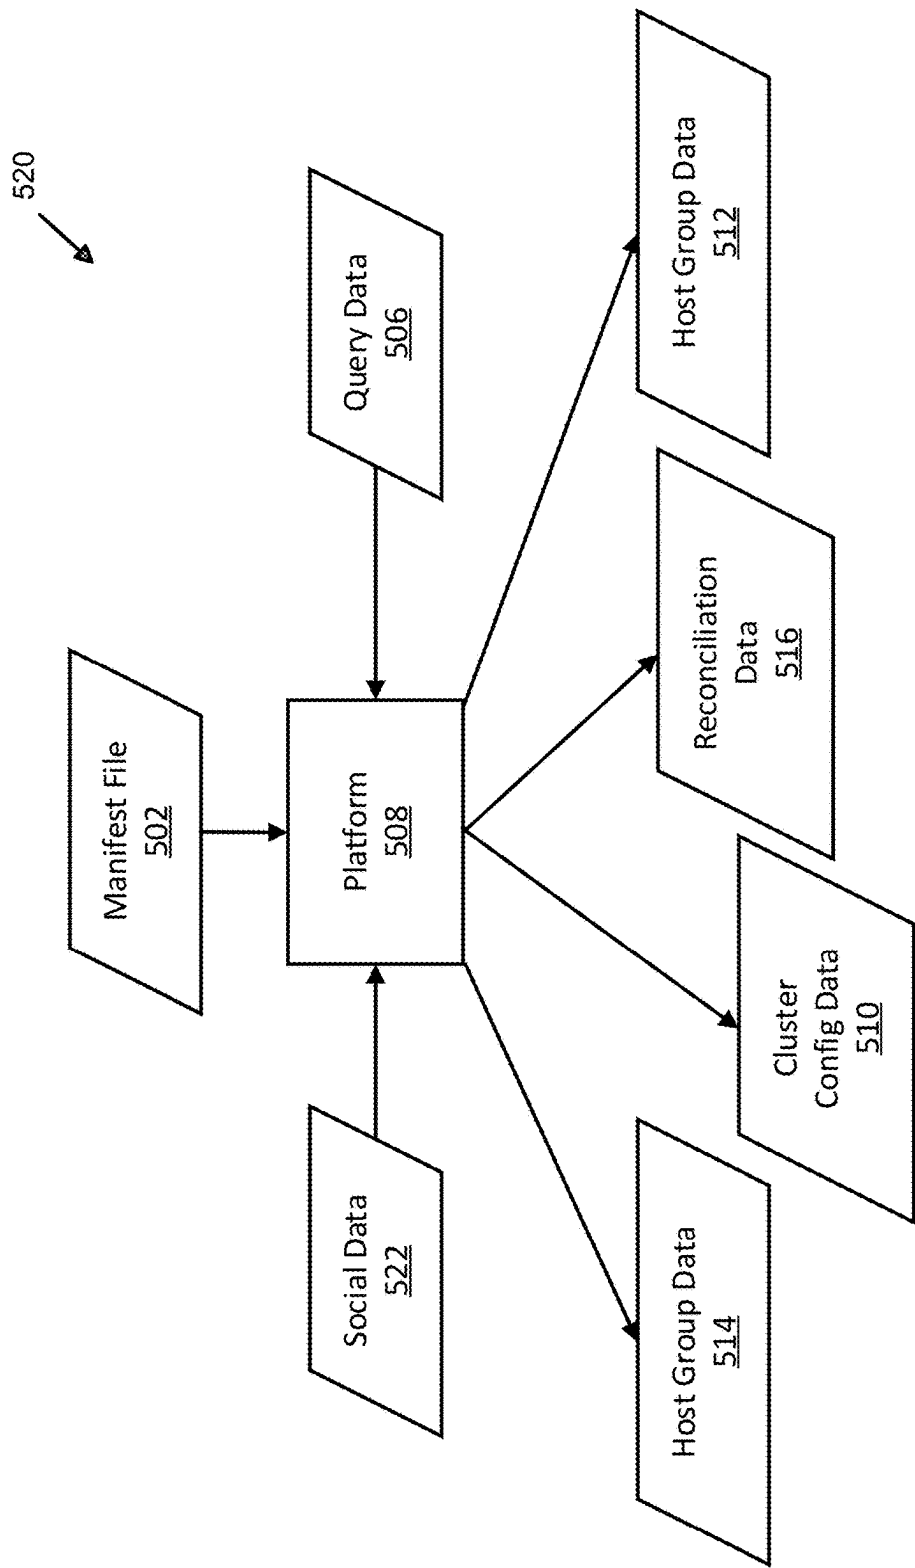 520
Manifest File
502
Social Data
522
Platform
508
Query Data
506
Host Group Data
514
Cluster
Config Data
510
Reconciliation
Data
516
Host Group Data
512